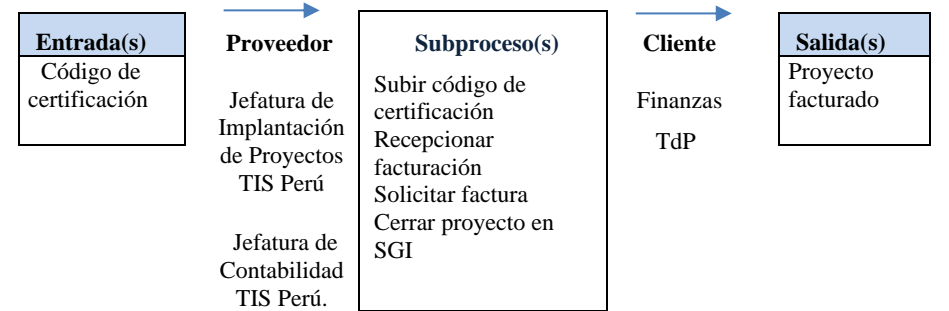 Entrada(s)
Código de
certificación
Proveedor
Jefatura de
Implantación
de Proyectos
TIS Perú
Jefatura de
Contabilidad
TIS Perú.
Subproceso(s)
Subir código de
certificación
Recepcionar
facturación
Solicitar factura
Cerrar proyecto en
SGI
Cliente
Finanzas
TdP
Salida(s)
Proyecto
facturado